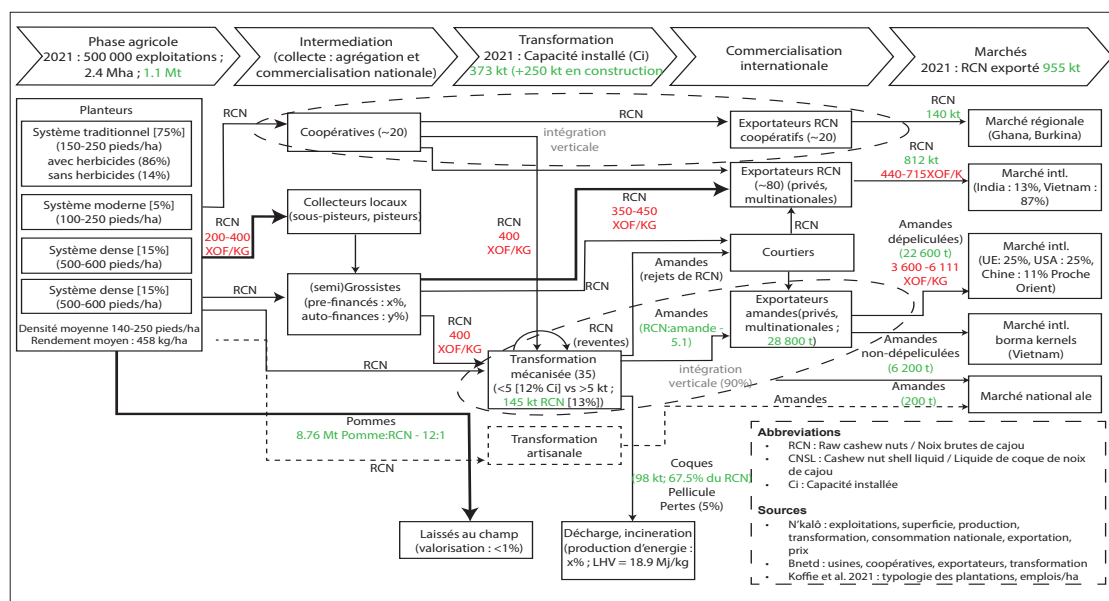 Phase agricole
2021 : 500 000 exploitations ;
2.4 Mha ; 1.1 Mt
Intermediation
(collecte : agrégation et
commercialisation nationale)
Transformation
2021 : Capacité installé (Ci)
373 kt (+250 kt en construction
Commercialisation
internationale
Marchés
2021 : RCN exporté 955 kt
Planteurs
Système traditionnel [75%]
(150-250 pieds/ha)
avec herbicides (86%)
sans herbicides (14%)
Système moderne [5%]
(100-250 pieds/ha)
Système dense [15%]
(500-600 pieds/ha)
Système dense [15%]
(500-600 pieds/ha)
Densité moyenne 140-250 pieds/ha
Rendement moyen : 458 kg/ha
RCN
RCN
200-400
XOF/KG
RCN
RCN
Coopératives (~20)
Collecteurs locaux
(sous-pisteurs, pisteurs)
(semi)Grossistes
(pre-financés : x%,
auto-finances : y%)
RCN
intégration
verticale
RCN
400
XOF/KG
RCN
350-450
XOF/KG
RCN
RCN
400
XOF/KG
Amandes
(rejets de RCN)
RCN
(reventes)
Amandes
(RCN:amande -
5.1)
Transformation
mécanisée (35)
(<5 [12% Ci] vs >5 kt ;
145 kt RCN [13%])
intégration
verticale (90%)
Exportateurs RCN
coopératifs (~20)
Exportateurs RCN
(~80) (privés,
multinationales)
RCN
Courtiers
Exportateurs
amandes(privés,
multinationales ;
28 800 t)
RCN
140 kt
RCN
812 kt
440-715XOF/K
Amandes
dépeliculées)
(22 600 t)
3 600 -6 111
XOF/KG
Amandes
non-dépeliculées
(6 200 t)
Amandes
(200 t)
Marché régionale
(Ghana, Burkina)
Marché intl.
(India : 13%, Vietnam :
87%)
Marché intl.
(UE: 25%, USA : 25%,
Chine : 11% Proche
Orient)
Marché intl.
borma kernels
(Vietnam)
Marché national ale
Amandes
Pommes
8.76 Mt Pomme:RCN - 12:1
RCN
Transformation
artisanale
Coques
(98 kt; 67.5% du RCN)
Pellicule
Pertes (5%)
Laissés au champ
(valorisation : <1%)
Décharge, incineration
(production d'energie :
x% ; LHV = 18.9 Mj/kg
Abbreviations
• RCN : Raw cashew nuts / Noix brutes de cajou
• CNSL : Cashew nut shell liquid / Liquide de coque de noix
de cajou
• Ci : Capacité installée
Sources
• N'kalô : exploitations, superficie, production,
transformation, consommation nationale, exportation,
prix
• Bnetd : usines, coopératives, exportateurs, transformation
• Koffie et al. 2021 : typologie des plantations, emplois/ha